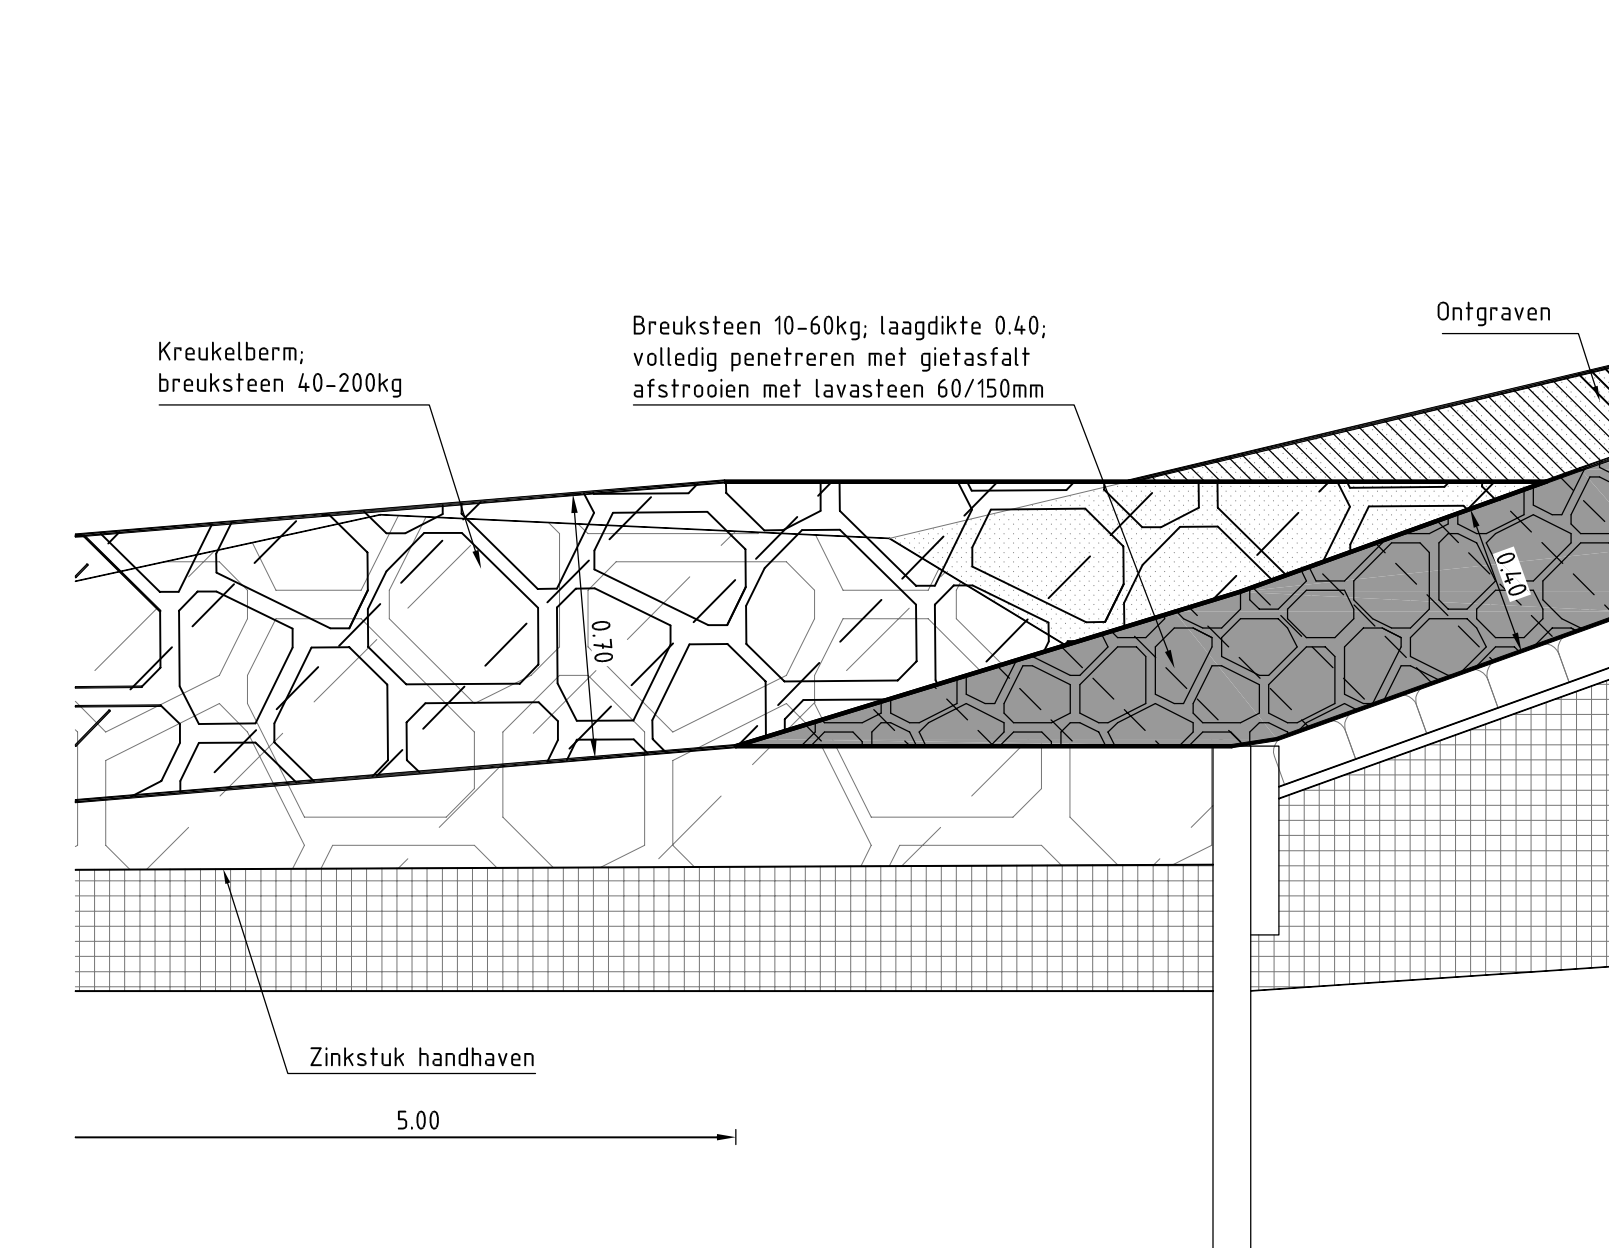 Ontgraven
Breuksteen 10-60kg; laagdikte 0.40;
volledig penetreren met gietasfalt
afstrooien met lavasteen 60/150mm
Kreukelberm;
breuksteen 40-200kg
0.40
0.70
Zinkstuk handhaven
5.00